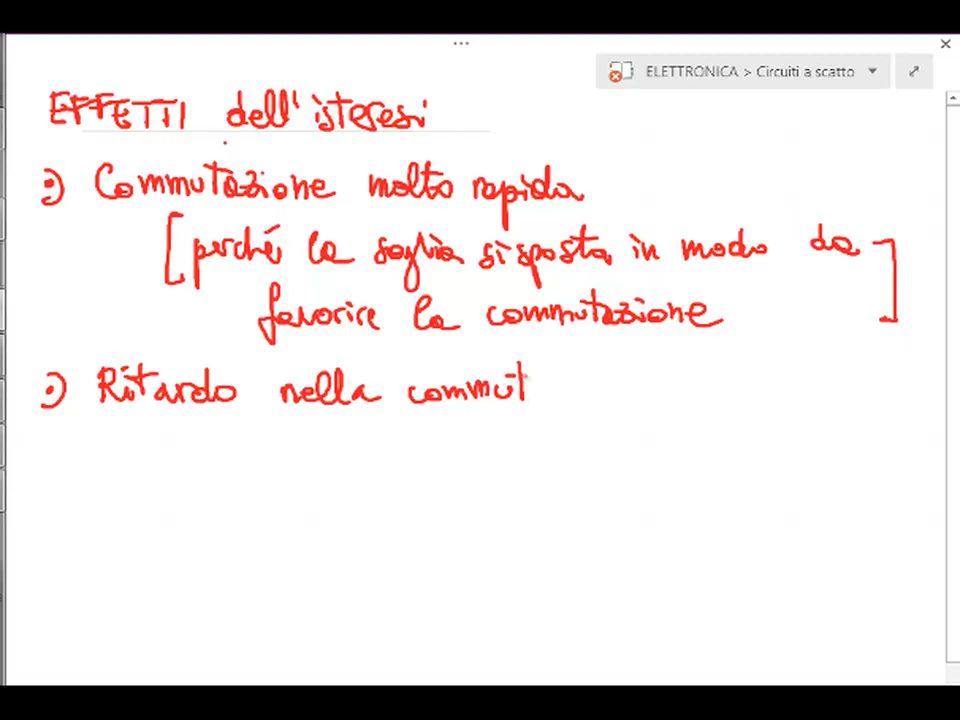 ELETTRONICA > Circuiti a scatto
EFFETTI dell'isteresi
•) Commutazione molto rapida
[perché la soglia si sposta in modo da
favorire la commutazione]
•) Ritardo nella commut